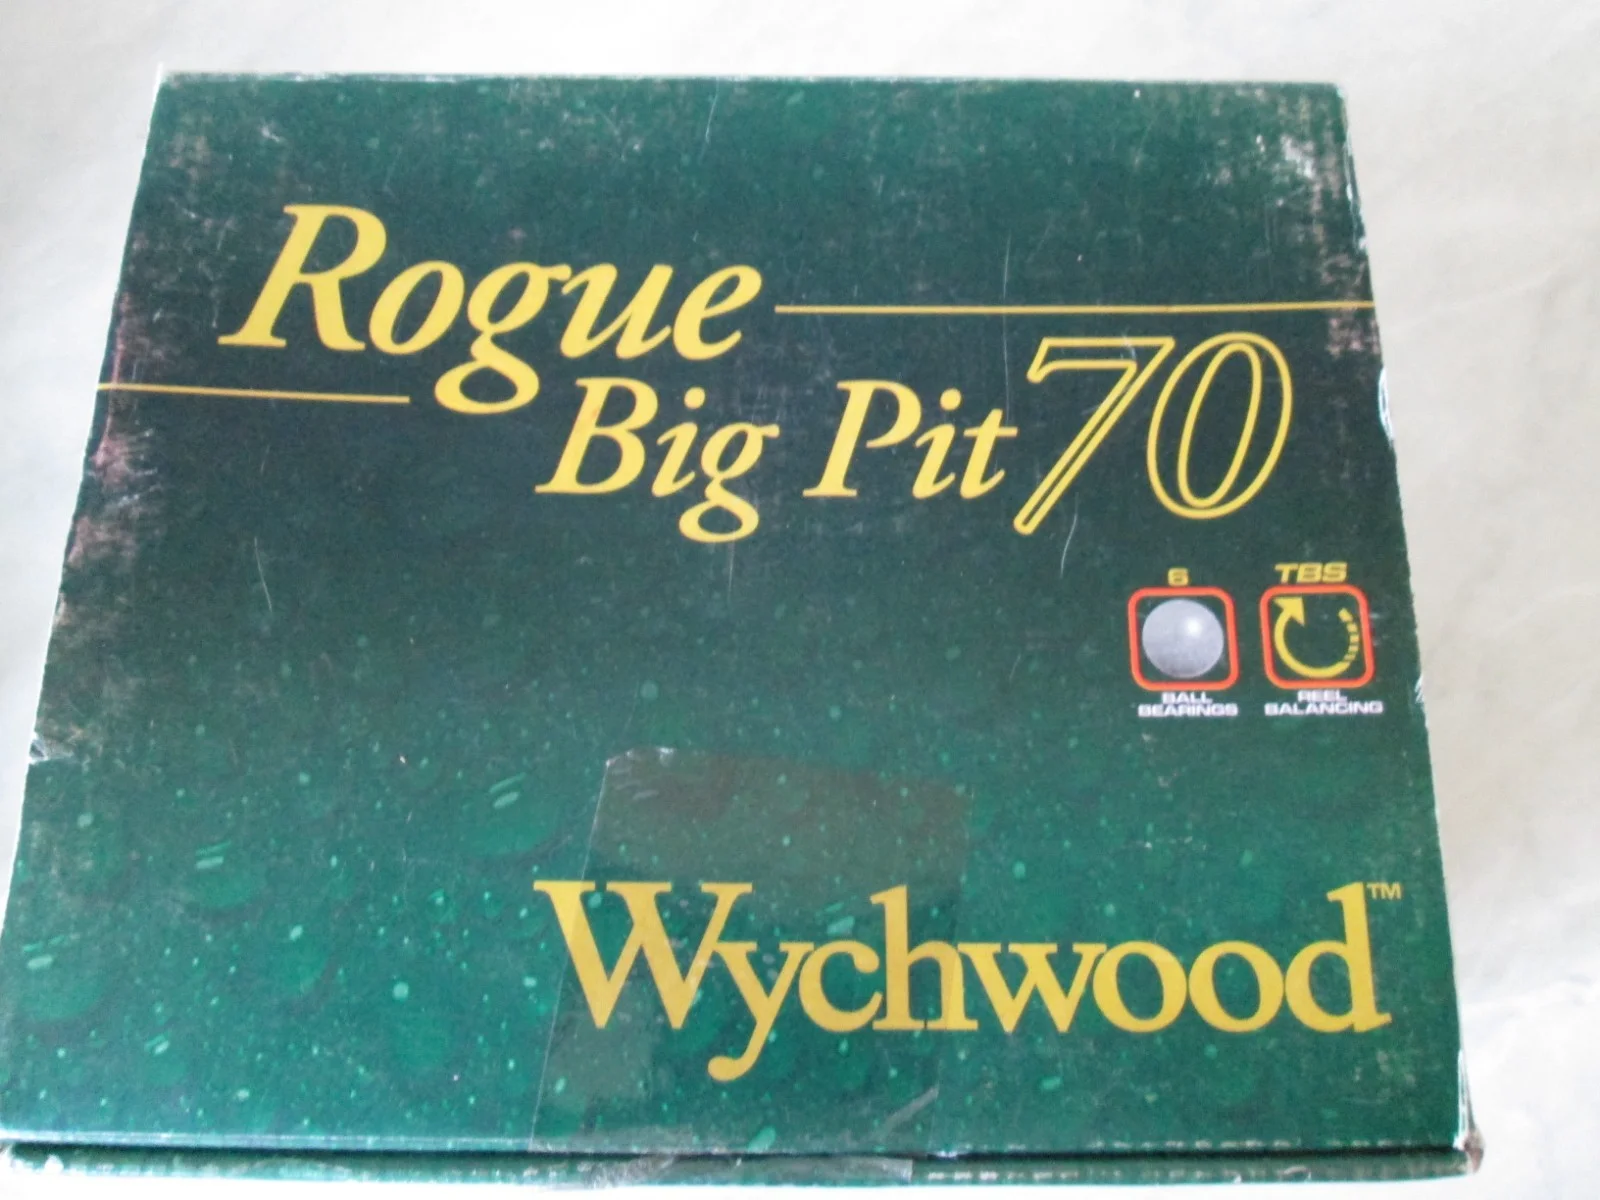 Rogue
Big Pit 70
6
BALL
BEARINGS
TBS
REEL
BALANCING
Wychwood™